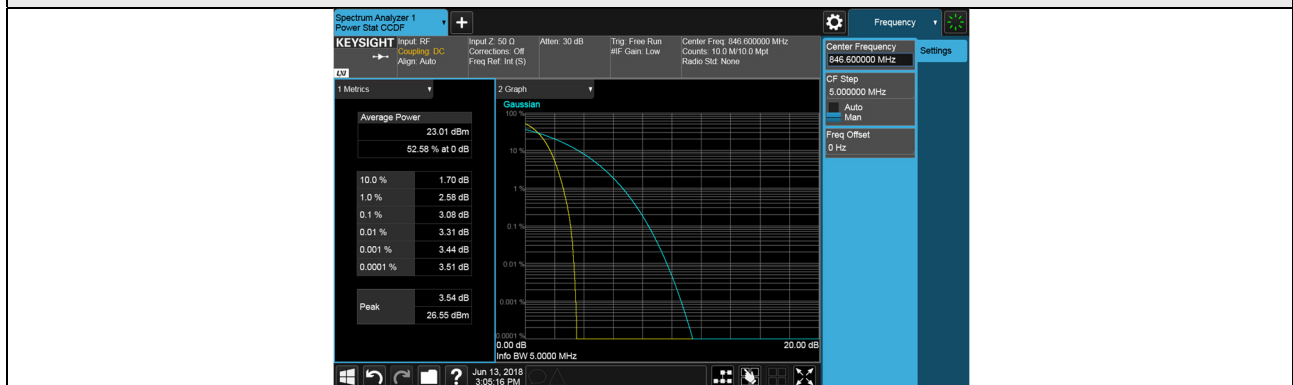 Spectrum Analyzer 1
Power Stat CCDF
+
Frequency
KEYSIGHT
Input: RF
Coupling: DC
Align: Auto
Input Z: 50 Ω
Corrections: Off
Freq Ref: Int (S)
Atten: 30 dB
Trig: Free Run
#IF Gain: Low
Center Freq: 846.600000 MHz
Counts: 10.0 M/10.0 Mpt
Radio Std: None
LXI
Center Frequency
846.600000 MHz
Settings
CF Step
5.000000 MHz
Auto
Man
Freq Offset
0 Hz
1 Metrics
Average Power
23.01 dBm
52.58 % at 0 dB
10.0 % 1.70 dB
1.0 % 2.58 dB
0.1 % 3.08 dB
0.01 % 3.31 dB
0.001 % 3.44 dB
0.0001 % 3.51 dB
Peak
3.54 dB
26.55 dBm
2 Graph
Gaussian
100 %
10 %
1 %
0.1 %
0.01 %
0.001 %
0.0001 %
0.00 dB
20.00 dB
Info BW 5.0000 MHz
?
Jun 13, 2018
3:05:16 PM